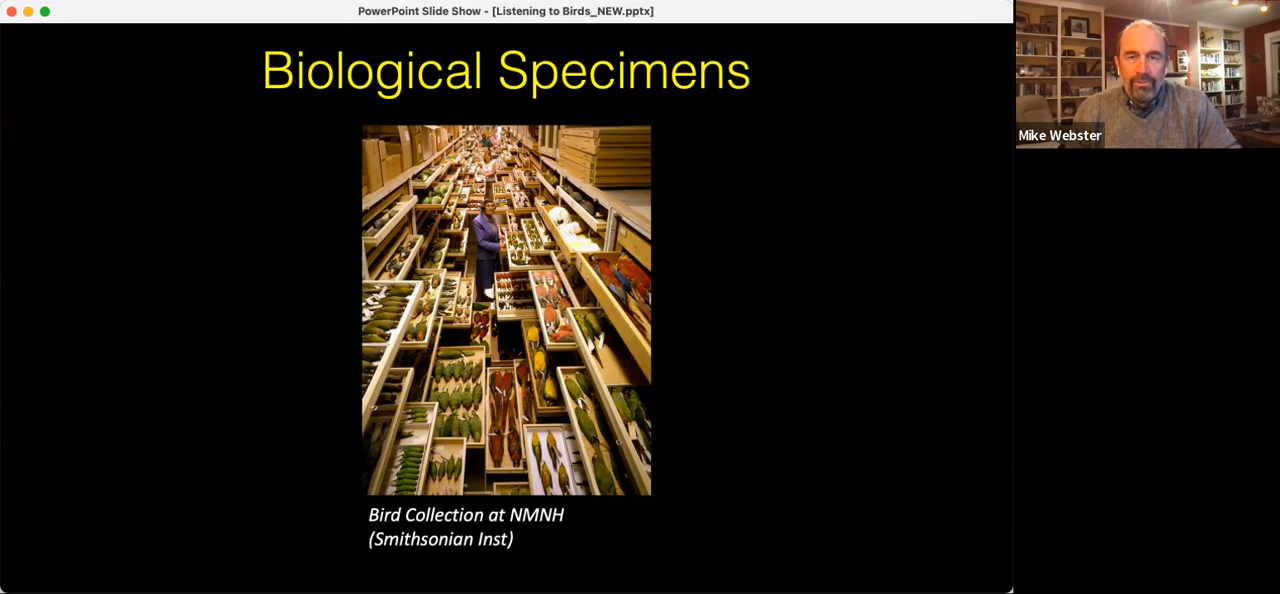 PowerPoint Slide Show - [Listening to Birds_NEW.pptx]
Biological Specimens
Mike Webster
Bird Collection at NMNH
(Smithsonian Inst)